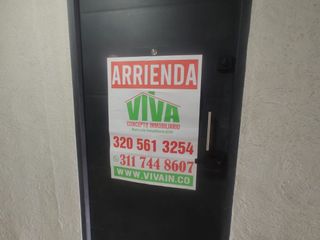 ARRIENDA
VIVA
CONCEPTO INMOBILIARIO
320 561 3254
311 744 8607
WWW.VIVAIN.CO